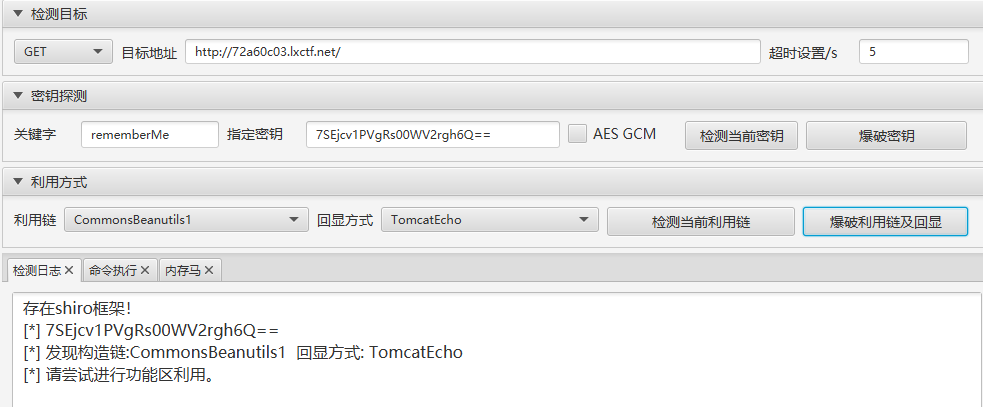 检测目标
GET 目标地址 http://72a60c03.lxctf.net/ 超时设置/s 5
密钥探测
关键字 rememberMe 指定密钥 7SEjcv1PVgRs00WV2rgh6Q== AES GCM 检测当前密钥 爆破密钥
利用方式
利用链 CommonsBeanutils1 回显方式 TomcatEcho 检测当前利用链 爆破利用链及回显
检测日志 命令执行 内存马
存在shiro框架！
[*] 7SEjcv1PVgRs00WV2rgh6Q==
[*] 发现构造链:CommonsBeanutils1 回显方式: TomcatEcho
[*] 请尝试进行功能区利用。